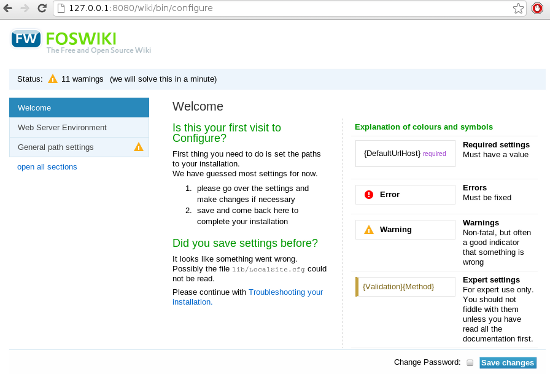 127.0.0.1:8080/wiki/bin/configure
FW FOSWIKI
The Free and Open Source Wiki
Status: 11 warnings (we will solve this in a minute)
Welcome
Web Server Environment
General path settings
open all sections
Welcome
Is this your first visit to
Configure?
First thing you need to do is set the paths
to your installation.
We have guessed most settings for now.
1. please go over the settings and
make changes if necessary
2. save and come back here to
complete your installation
Did you save settings before?
It looks like something went wrong.
Possibly the file lib/LocalSite.cfg could
not be read.
Please continue with Troubleshooting your
installation.
Explanation of colours and symbols
{DefaultUrlHost} required
Required settings
Must have a value
Error
Errors
Must be fixed
Warning
Warnings
Non-fatal, but often
a good indicator
that something is
wrong
{Validation}{Method}
Expert settings
For expert use only.
You should not
fiddle with them
unless you have
read all the
documentation first.
Change Password: Save changes